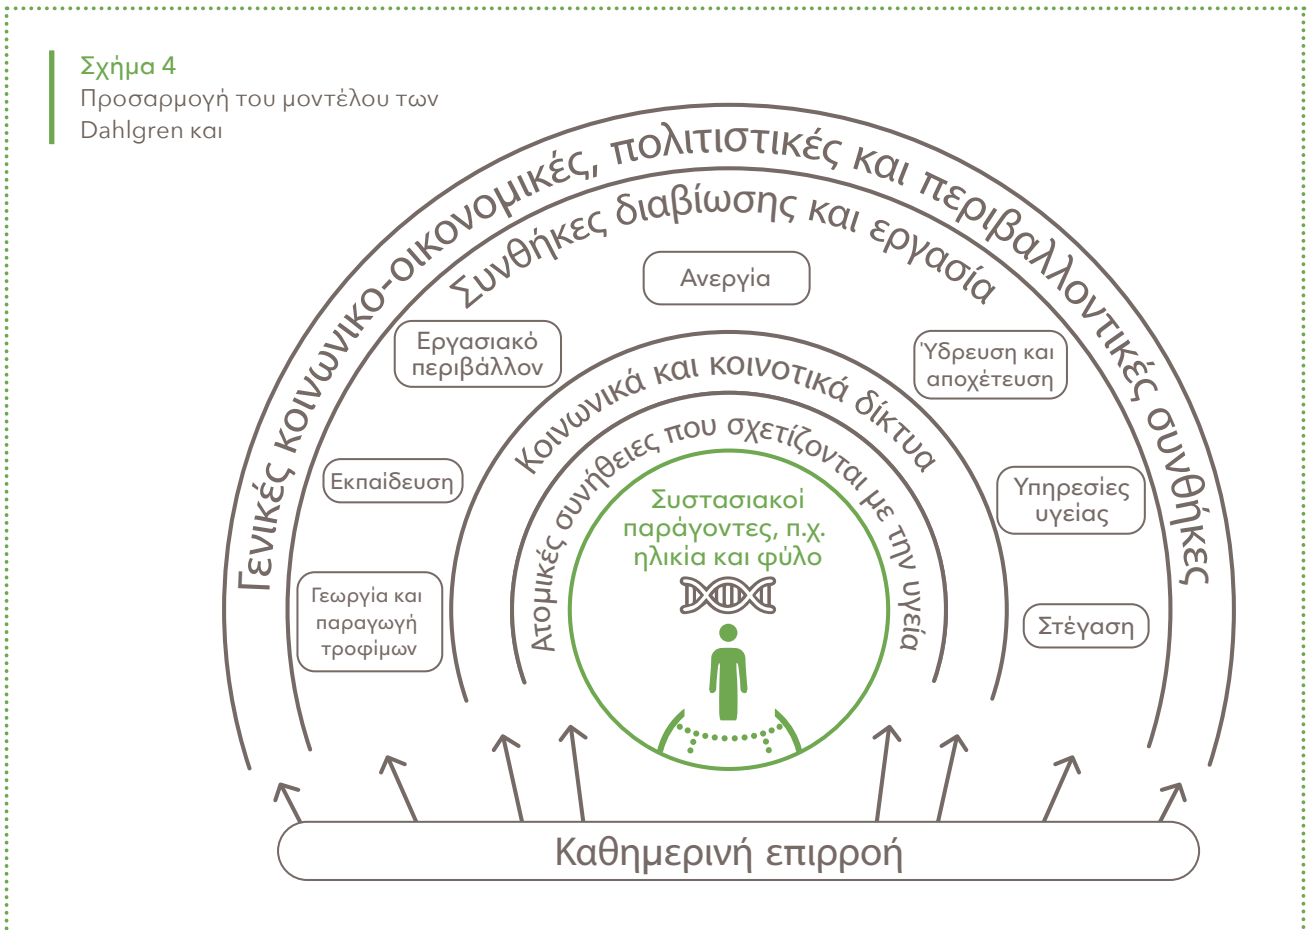 Σχήμα 4
Προσαρμογή του μοντέλου των
Dahlgren και
Γενικές κοινωνικο-οικονομικές, πολιτιστικές και περιβαλλοντικές συνθήκες
Συνθήκες διαβίωσης και εργασία
Ανεργία
Εργασιακό
περιβάλλον
Ύδρευση και
αποχέτευση
Κοινωνικά και κοινοτικά δίκτυα
Ατομικές συνήθειες που σχετίζονται με την υγεία
Εκπαίδευση
Υπηρεσίες
υγείας
Συστασιακοί
παράγοντες, π.χ.
ηλικία και φύλο
Γεωργία και
παραγωγή
τροφίμων
Στέγαση
Καθημερινή επιρροή